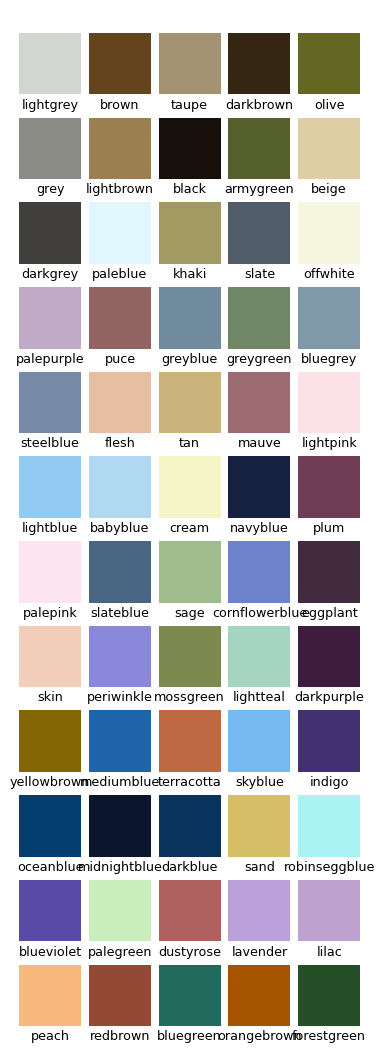 lightgrey brown taupe darkbrown olive
grey lightbrown black armygreen beige
darkgrey paleblue khaki slate offwhite
palepurple puce greyblue greygreen bluegrey
steelblue flesh tan mauve lightpink
lightblue babyblue cream navyblue plum
palepink slateblue sage cornflowerblue eggplant
skin periwinkle mossgreen lightteal darkpurple
yellowbrown mediumblue terracotta skyblue indigo
oceanblue midnightblue darkblue sand robinseggblue
blueviolet palegreen dustyrose lavender lilac
peach redbrown bluegreen orangebrown forestgreen